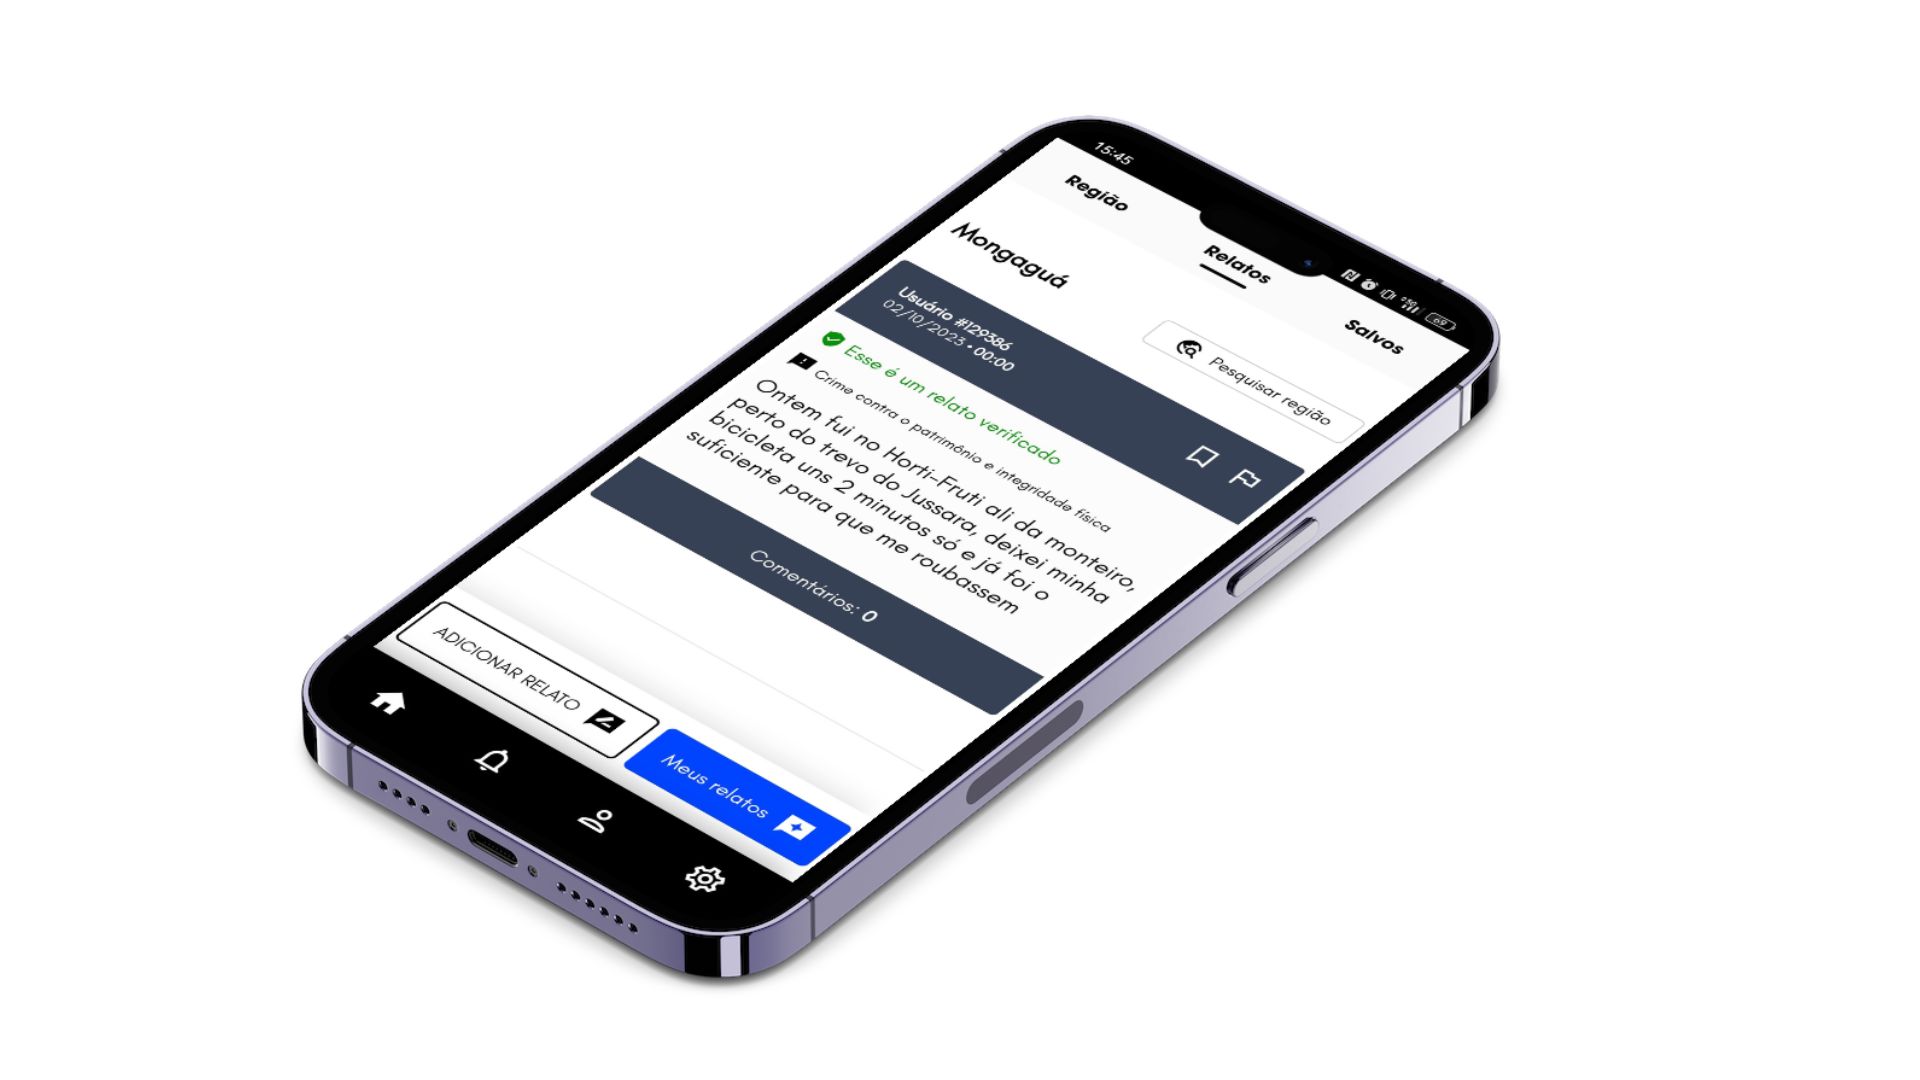 15:45
69
Região
Relatos
Salvos
Mongaguá
Pesquisar região
Usuário #129386
02/10/2023 • 00:00
Esse é um relato verificado
Crime contra o patrimônio e integridade física
Ontem fui no Horti-Fruti ali da monteiro,
perto do trevo do Jussara, deixei minha
bicicleta uns 2 minutos só e já foi o
suficiente para que me roubassem
Comentários: 0
ADICIONAR RELATO
Meus relatos